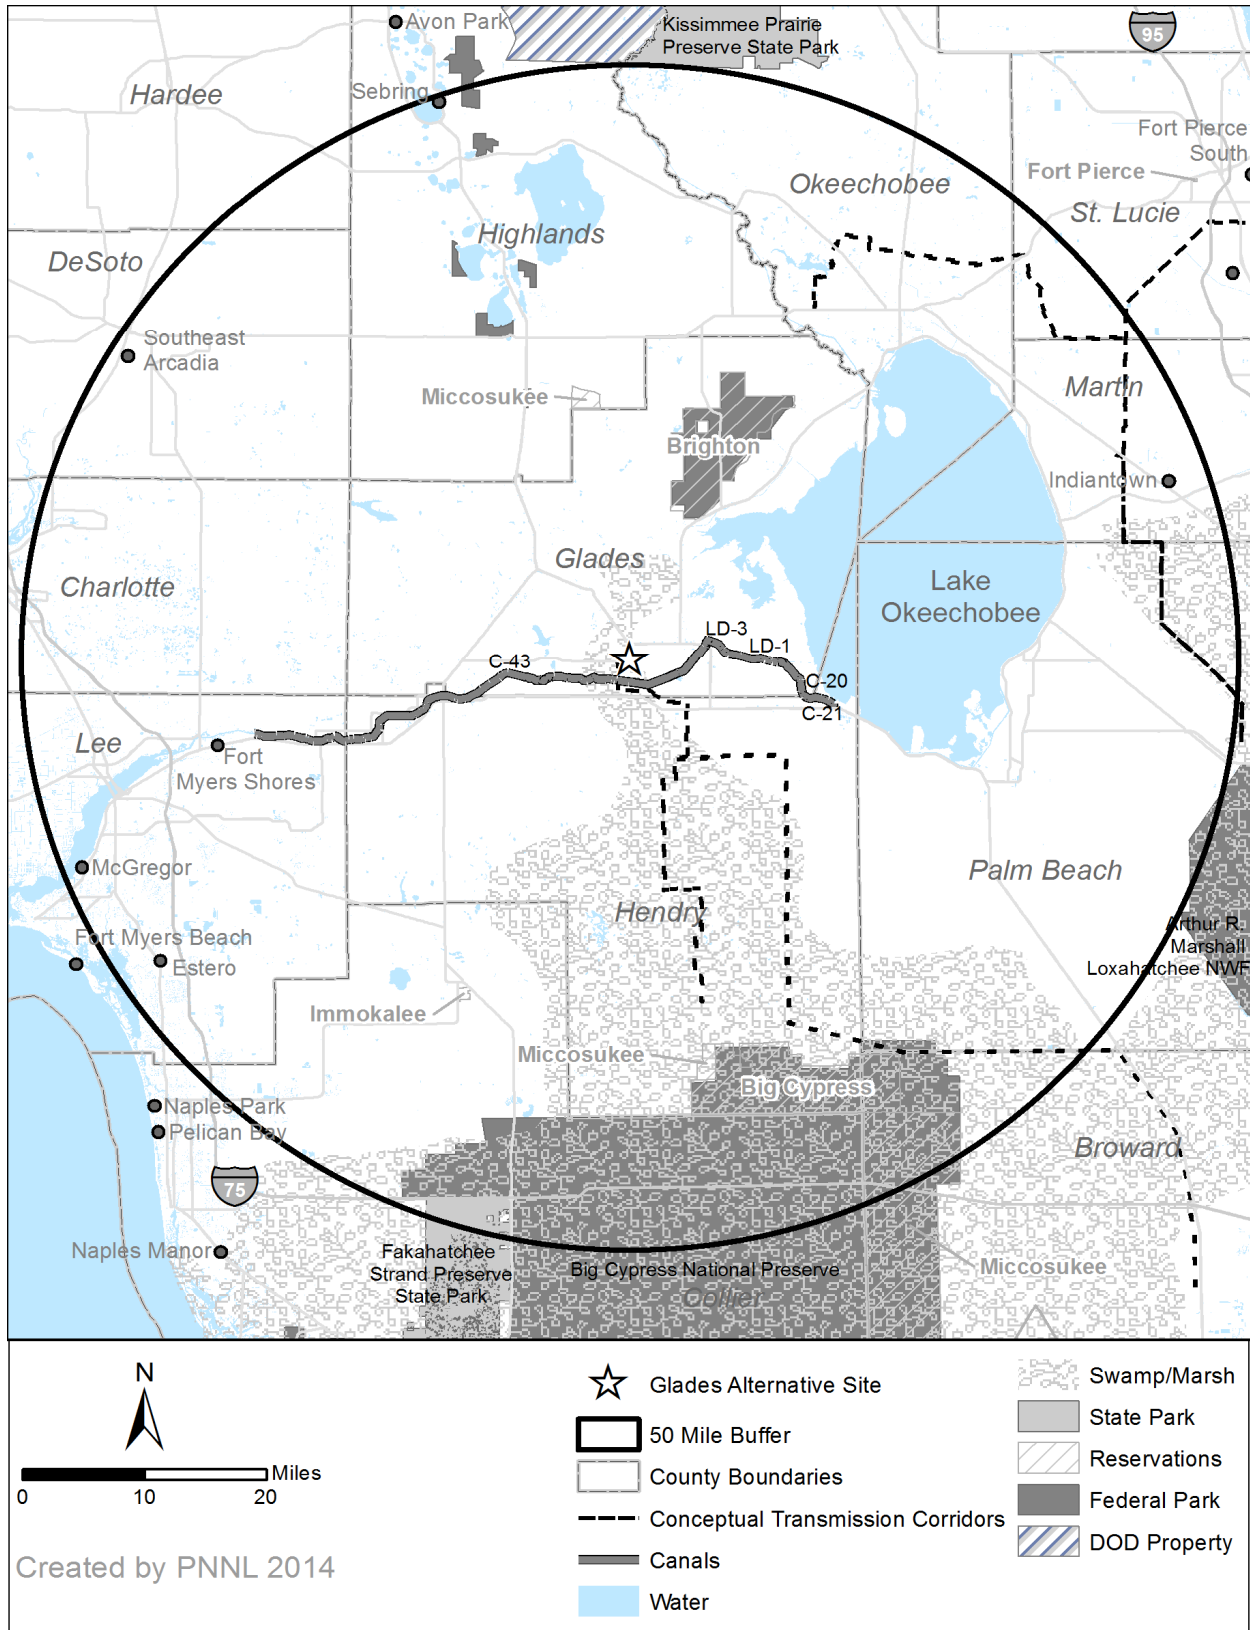 Kissimmee Prairie
Preserve State Park
95
Avon Park
Hardee
Sebring
Fort Pierce
South
Okeechobee
Fort Pierce
St. Lucie
Highlands
DeSoto
Southeast
Arcadia
Miccosukee
Martin
Brighton
Indiantown
Glades
Charlotte
Lake
Okeechobee
LD-3
LD-1
C-43
C-20
C-21
Lee
Fort
Myers Shores
McGregor
Palm Beach
Hendry
Arthur R.
Marshall
Loxahatchee NWF
Fort Myers Beach
Estero
Immokalee
Miccosukee
Big Cypress
Naples Park
Pelican Bay
Broward
75
Naples Manor
Fakahatchee
Strand Preserve
State Park
Big Cypress National Preserve
Miccosukee
Collier
N
Miles
0 10 20
Created by PNNL 2014
Glades Alternative Site
50 Mile Buffer
County Boundaries
Conceptual Transmission Corridors
Canals
Water
Swamp/Marsh
State Park
Reservations
Federal Park
DOD Property